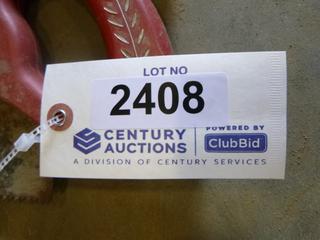 LOT NO
2408
CENTURY AUCTIONS
POWERED BY
ClubBid
A DIVISION OF CENTURY SERVICES